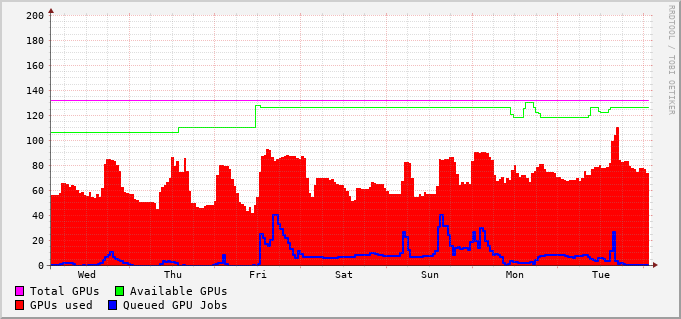 200
180
160
140
120
100
80
60
40
20
0
Wed Thu Fri Sat Sun Mon Tue
Total GPUs Available GPUs
GPUs used Queued GPU Jobs
RRDTOOL / TOBI OETIKER